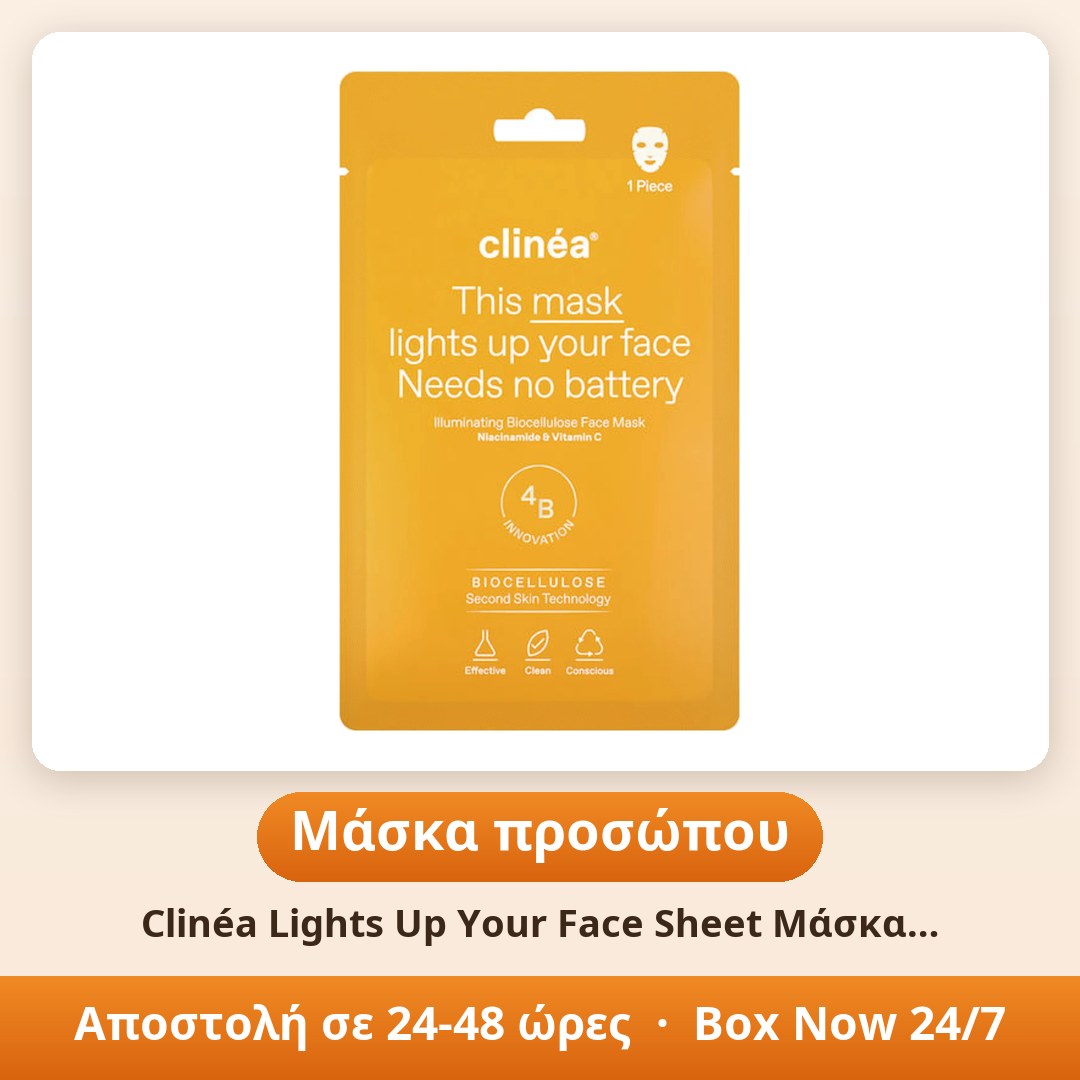 1 Piece
clinéa®
This mask
lights up your face
Needs no battery
Illuminating Biocellulose Face Mask
Niacinamide & Vitamin C
4B
INNOVATION
BIOCELLULOSE
Second Skin Technology
Effective Clean Conscious
Μάσκα προσώπου
Clinéa Lights Up Your Face Sheet Μάσκα...
Αποστολή σε 24-48 ώρες · Box Now 24/7